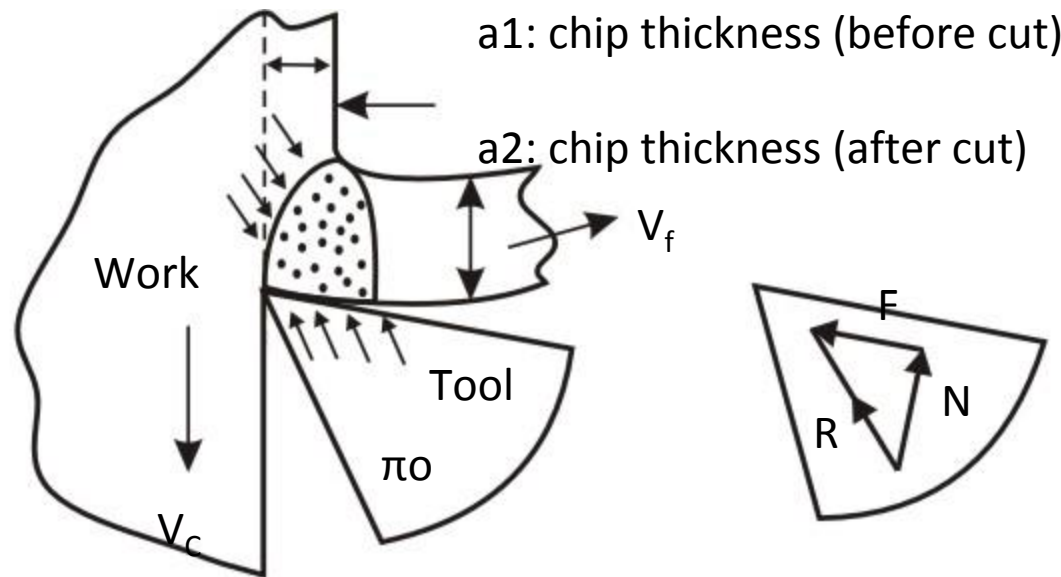 a1: chip thickness (before cut)
a2: chip thickness (after cut)
Vf
Work
F
Tool
N
R
πo
VC